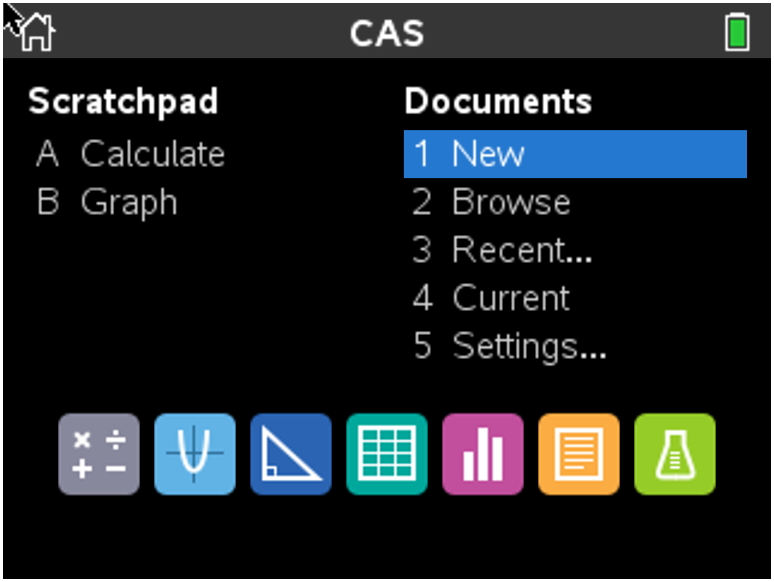 CAS
Scratchpad
A Calculate
B Graph
Documents
1 New
2 Browse
3 Recent...
4 Current
5 Settings...